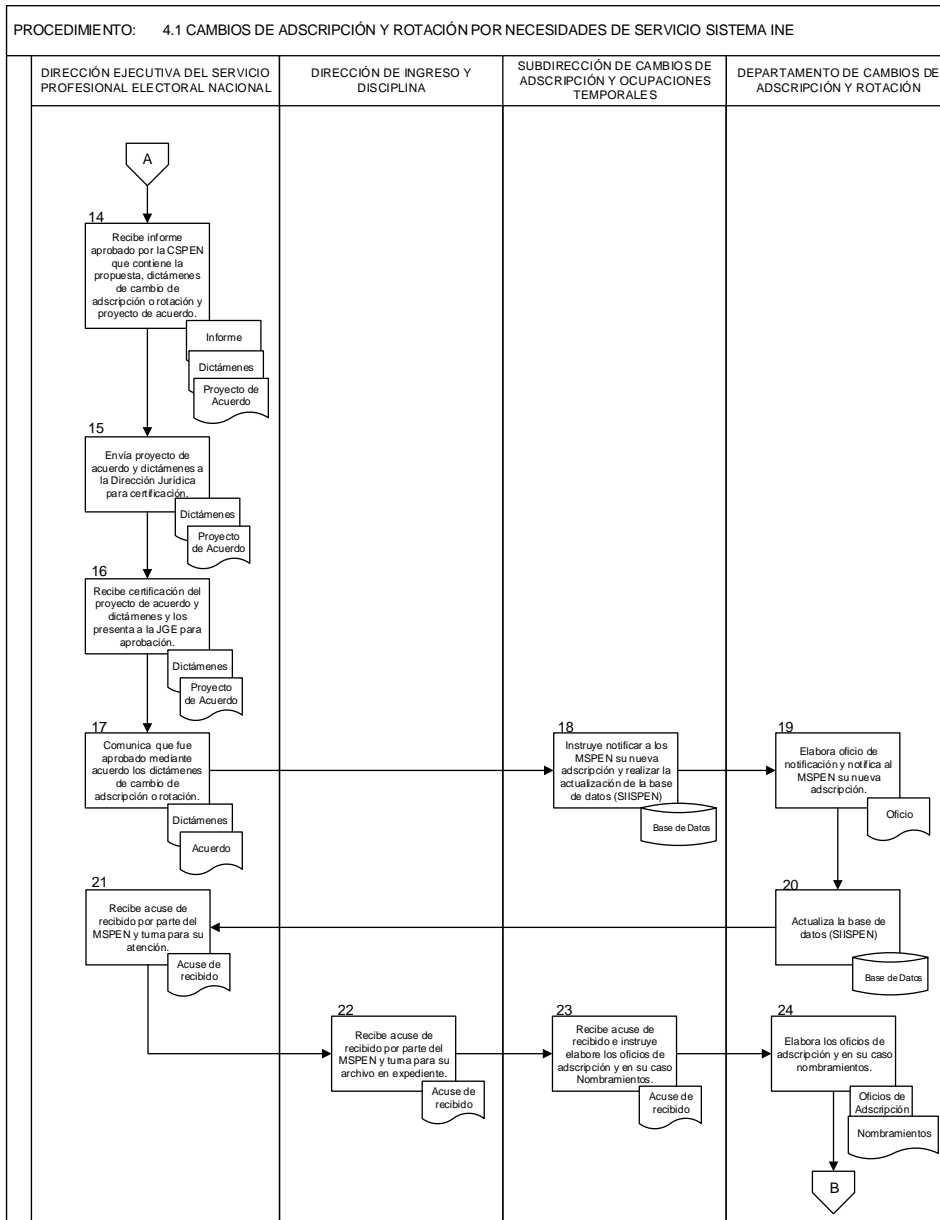 PROCEDIMIENTO: 4.1 CAMBIOS DE ADSCRIPCIÓN Y ROTACIÓN POR NECESIDADES DE SERVICIO SISTEMA INE
DIRECCIÓN EJECUTIVA DEL SERVICIO
PROFESIONAL ELECTORAL NACIONAL
DIRECCIÓN DE INGRESO Y
DISCIPLINA
SUBDIRECCIÓN DE CAMBIOS DE
ADSCRIPCIÓN Y OCUPACIONES
TEMPORALES
DEPARTAMENTO DE CAMBIOS DE
ADSCRIPCIÓN Y ROTACIÓN
A
14
Recibe informe
aprobado por la CSPEN
que contiene la
propuesta, dictámenes
de cambio de
adscripción o rotación y
proyecto de acuerdo.
Informe
Dictámenes
Proyecto de
Acuerdo
15
Envía proyecto de
acuerdo y dictámenes a
la Dirección Jurídica
para certificación.
Dictámenes
Proyecto
de Acuerdo
16
Recibe certificación del
proyecto de acuerdo y
dictámenes y los
presenta a la JGE para
aprobación.
Dictámenes
Proyecto
de Acuerdo
17
Comunica que fue
aprobado mediante
acuerdo los dictámenes
de cambio de
adscripción o rotación.
Dictámenes
Acuerdo
18
Instruye notificar a los
MSPEN su nueva
adscripción y realizar la
actualización de la base
de datos (SIISPEN)
Base de Datos
19
Elabora oficio de
notificación y notifica al
MSPEN su nueva
adscripción.
Oficio
20
Actualiza la base de
datos (SIISPEN)
Base de Datos
21
Recibe acuse de
recibido por parte del
MSPEN y turna para su
atención.
Acuse de
recibido
22
Recibe acuse de
recibido por parte del
MSPEN y turna para su
archivo en expediente.
Acuse de
recibido
23
Recibe acuse de
recibido e instruye
elabore los oficios de
adscripción y en su caso
Nombramientos.
Acuse de
recibido
24
Elabora los oficios de
adscripción y en su caso
nombramientos.
Oficios de
Adscripción
Nombramientos
B